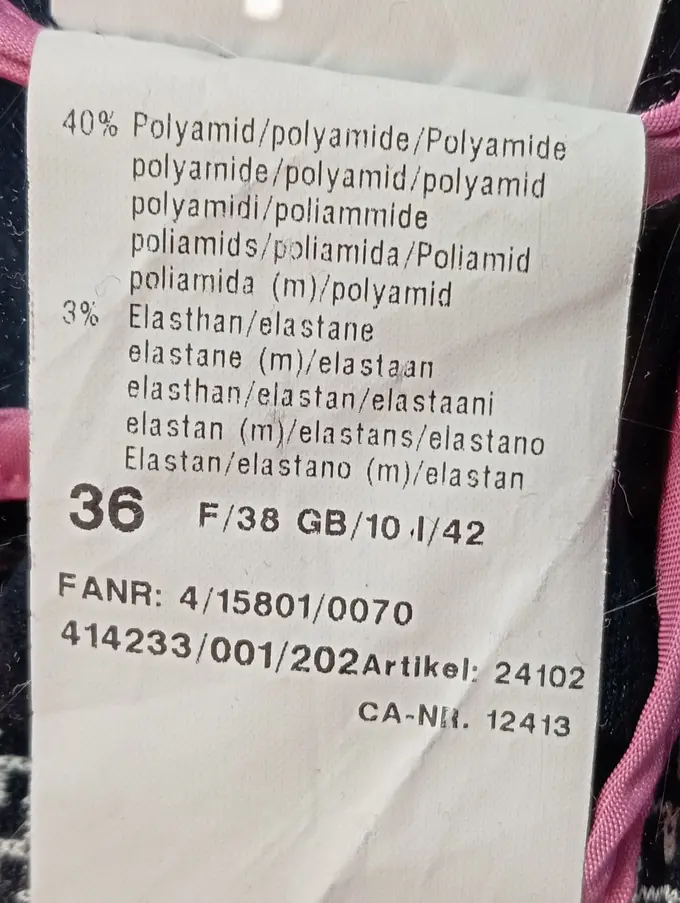 40% Polyamid/polyamide/Polyamide
polyamide/polyamid/polyamid
polyamidi/poliammide
poliamids/poliamida/Poliamid
poliamida (m)/polyamid
3% Elasthan/elastane
elastane (m)/elastaan
elasthan/elastan/elastaani
elastan (m)/elastans/elastano
Elastan/elastano (m)/elastan
36 F/38 GB/10 I/42
FANR: 4/15801/0070
414233/001/202 Artikel: 24102
CA-NR. 12413